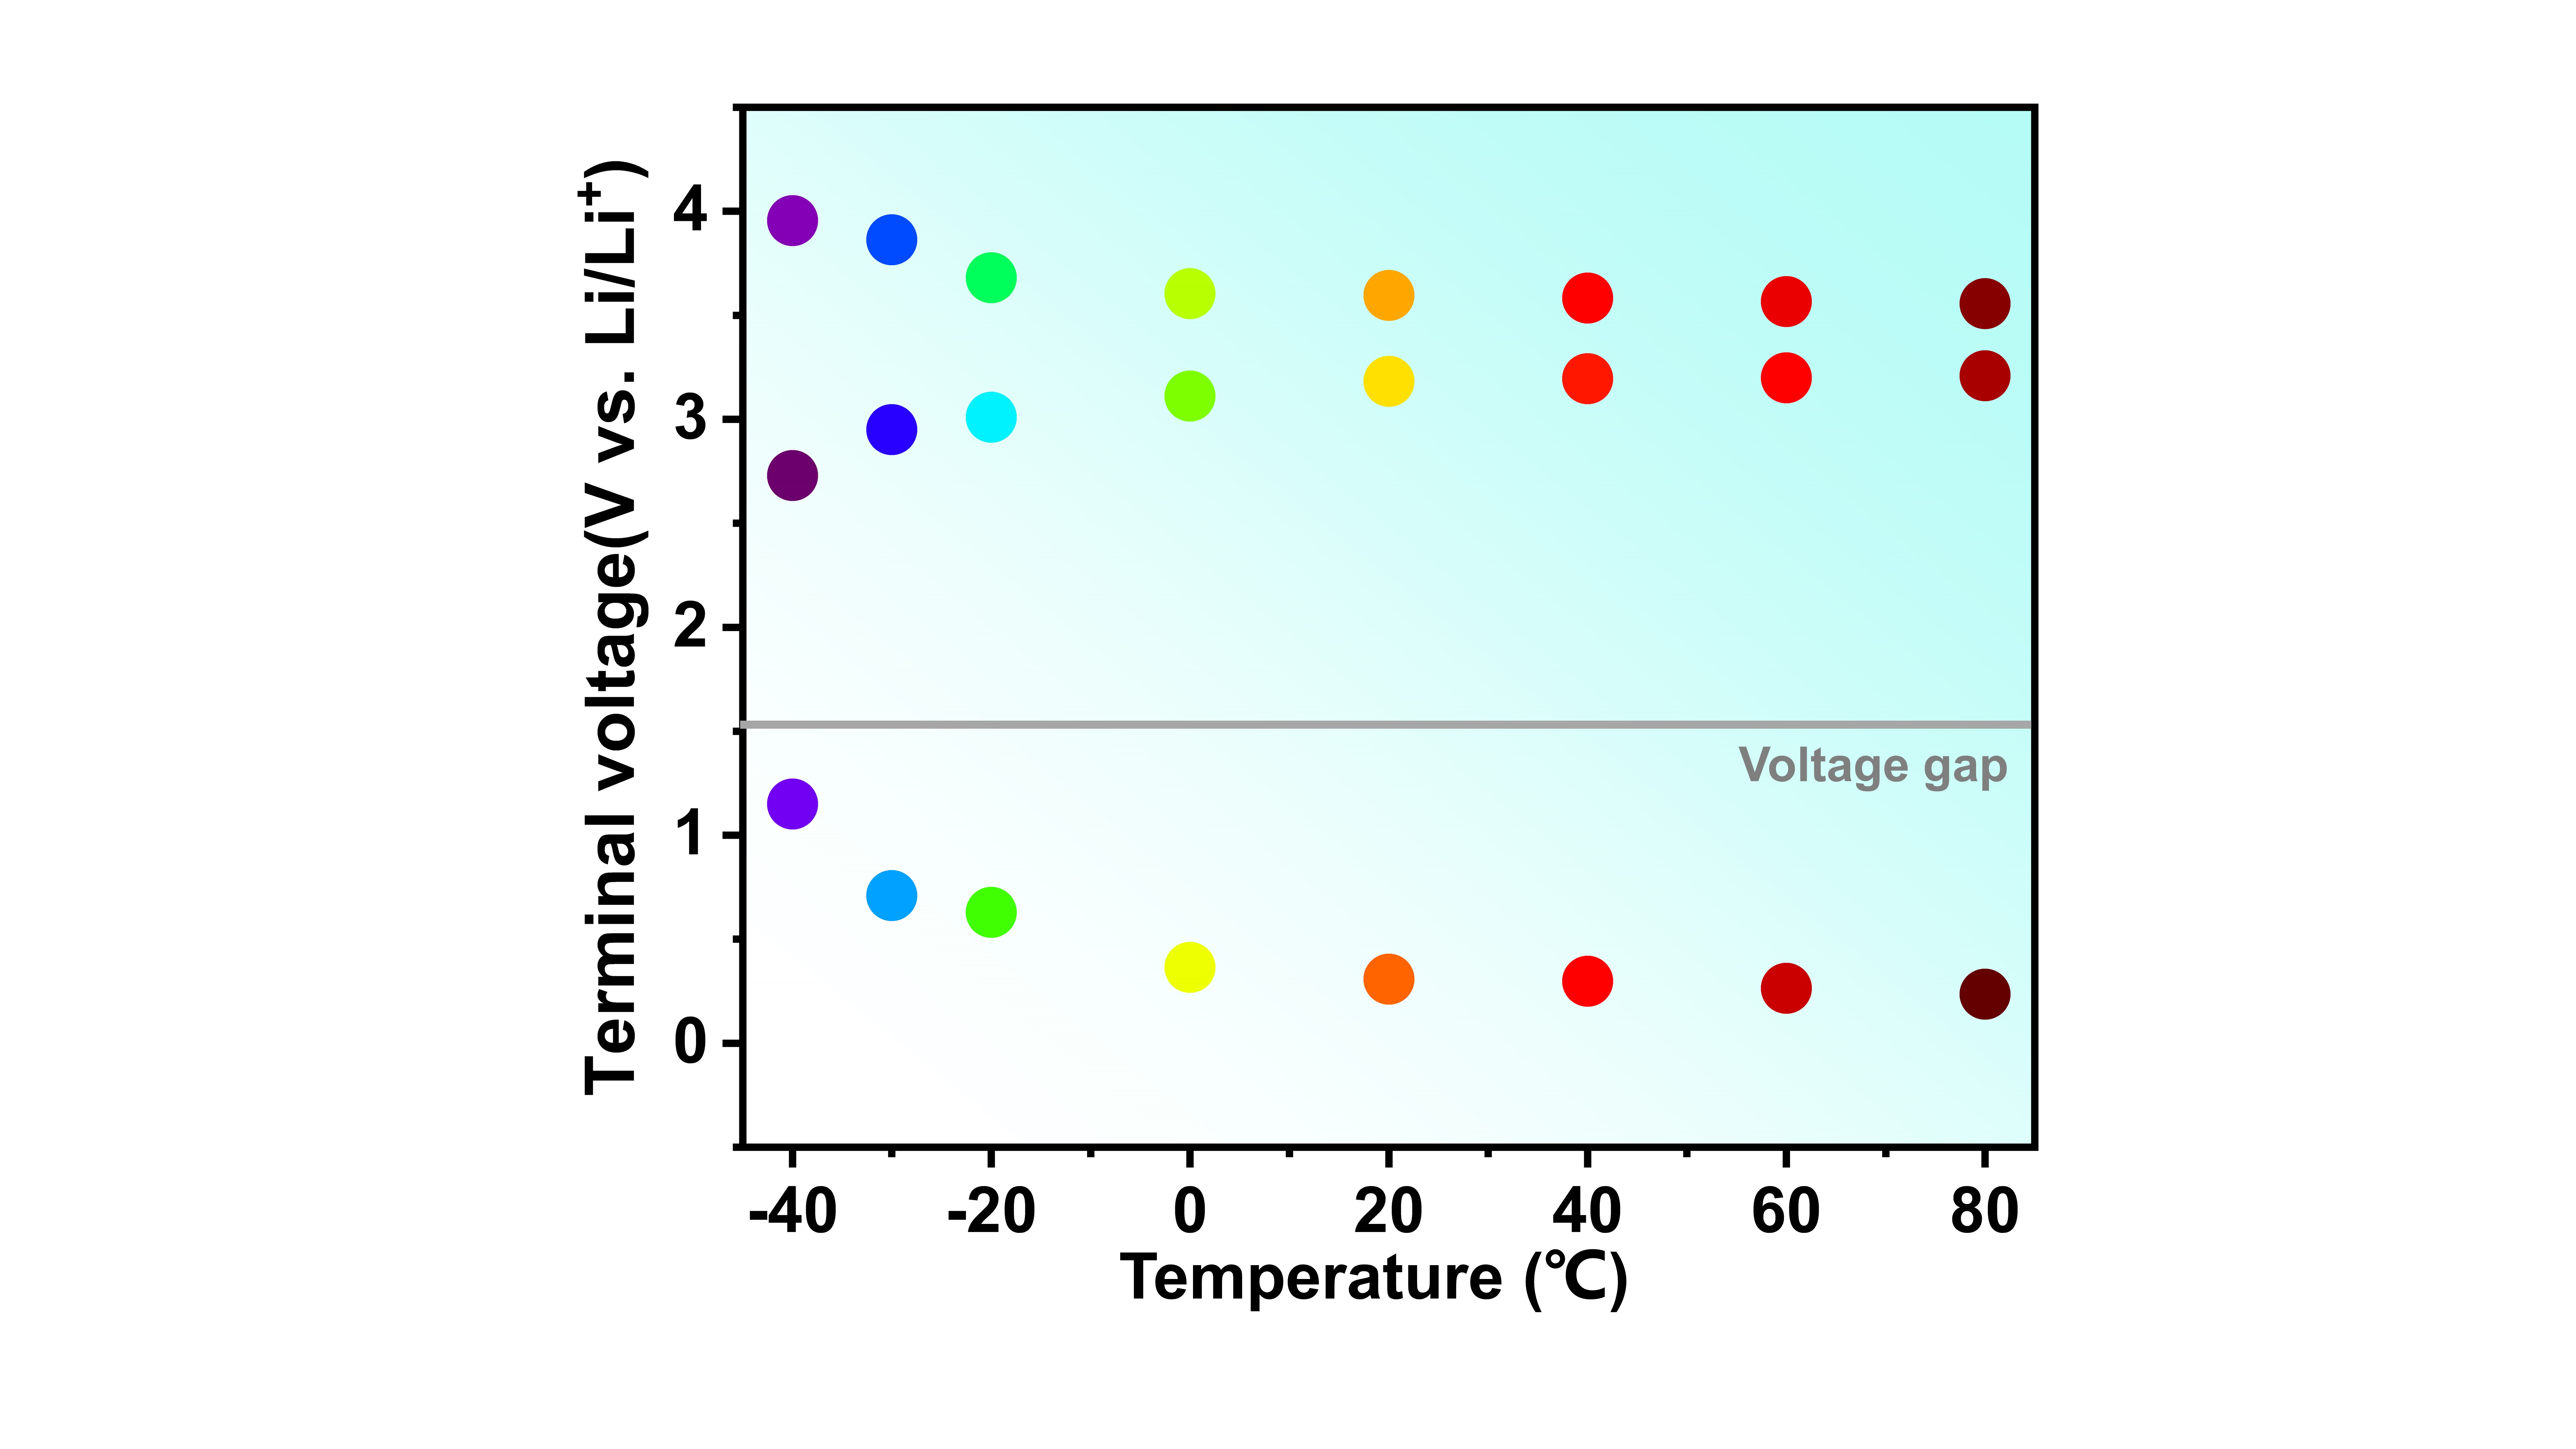 Terminal voltage(V vs. Li/Li⁺)
4
3
2
1
0
Voltage gap
-40 -20 0 20 40 60 80
Temperature (℃)